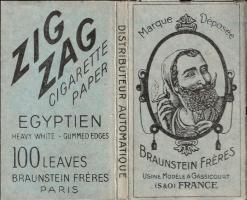 ZIG
ZAG
CIGARETTE
PAPER
EGYPTIEN
HEAVY WHITE - GUMMED EDGES
100 LEAVES
BRAUNSTEIN FRÈRES
PARIS
DISTRIBUTEUR AUTOMATIQUE
Marque Déposée
BRAUNSTEIN FRÈRES
USINE MODÈLE À GASSICOURT
(S&O) FRANCE